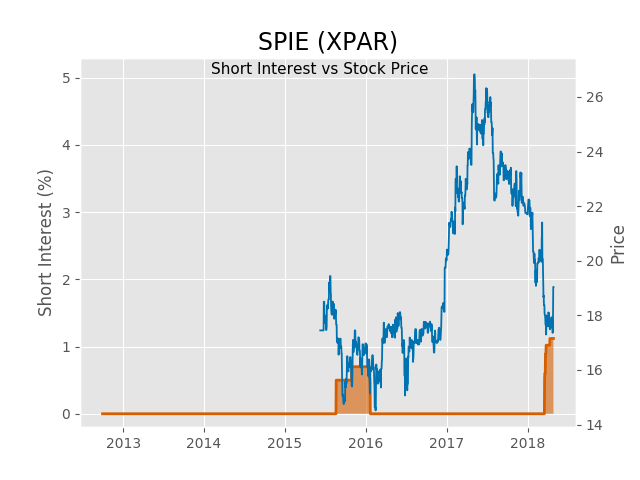 SPIE (XPAR)
Short Interest vs Stock Price
Short Interest (%)
Price
5
4
3
2
1
0
26
24
22
20
18
16
14
2013 2014 2015 2016 2017 2018